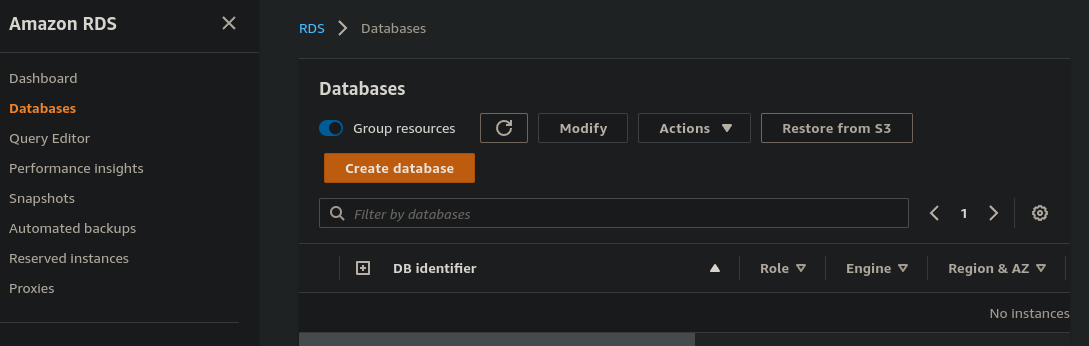 Amazon RDS
RDS > Databases
Dashboard
Databases
Query Editor
Performance insights
Snapshots
Automated backups
Reserved instances
Proxies
Databases
Group resources Modify Actions Restore from S3
Create database
Filter by databases 1
DB identifier Role Engine Region & AZ
No instances